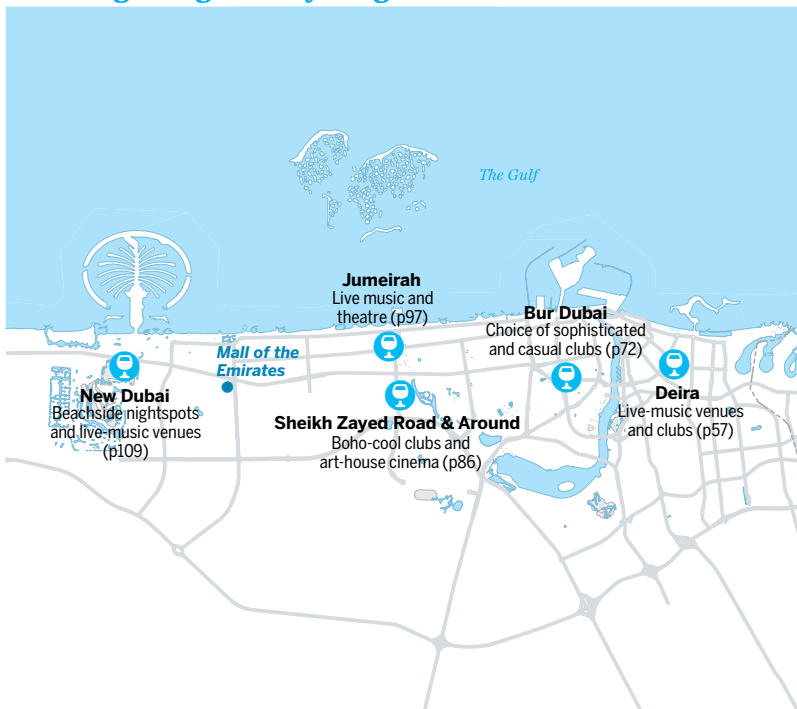 The Gulf
Jumeirah
Live music and
theatre (p97)
Bur Dubai
Choice of sophisticated
and casual clubs (p72)
Mall of the
Emirates
New Dubai
Beachside nightspots
and live-music venues
(p109)
Deira
Live-music venues
and clubs (p57)
Sheikh Zayed Road & Around
Boho-cool clubs and
art-house cinema (p86)